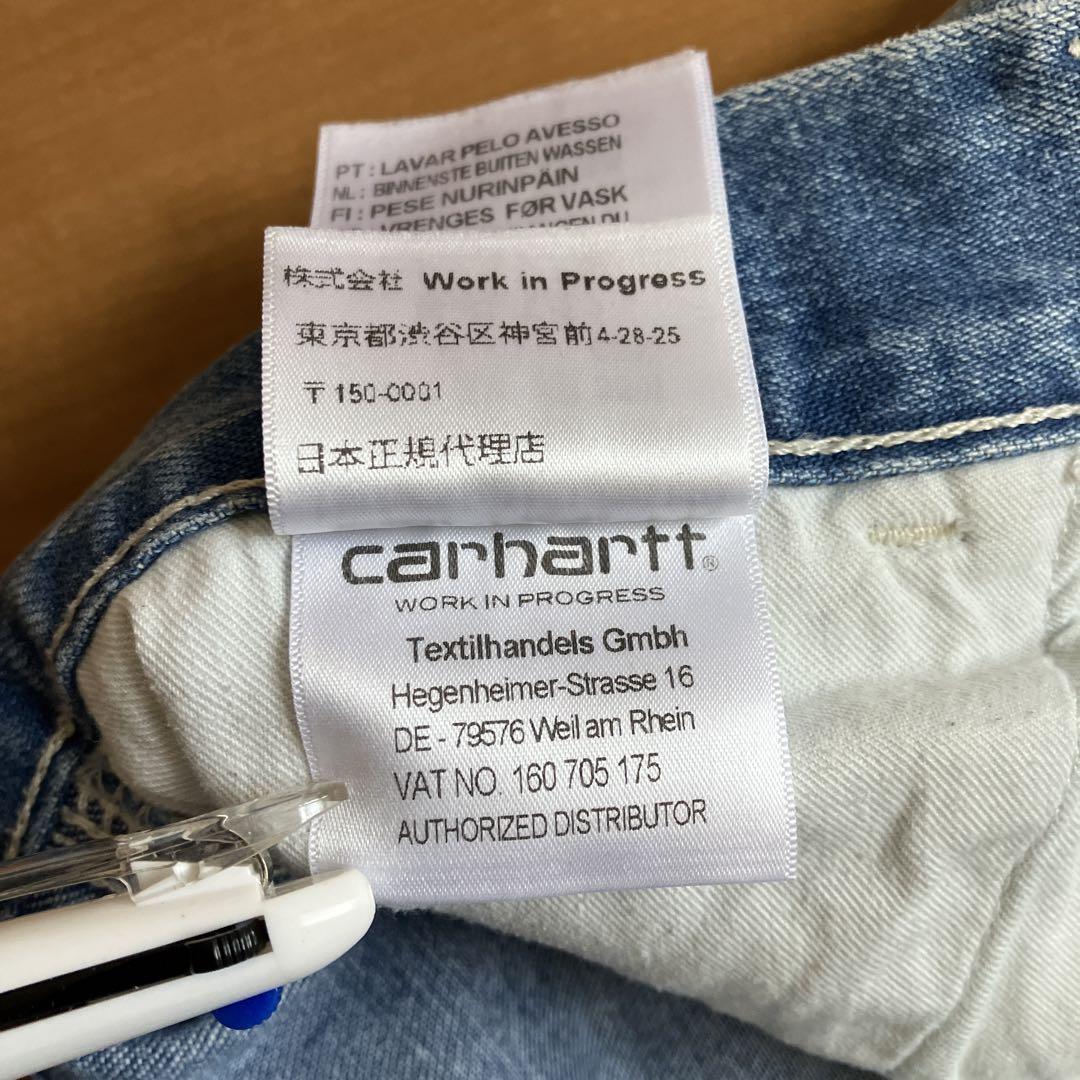 PT : LAVAR PELO AVESSO
NL : BINNENSTE BUITEN WASSEN
FI : PESE NURINPÄIN
VRENGES FØR VASK
DU
株式会社 Work in Progress
東京都渋谷区神宮前4-28-25
〒150-0001
日本正規代理店
carhartt®
WORK IN PROGRESS
Textilhandels Gmbh
Hegenheimer-Strasse 16
DE - 79576 Weil am Rhein
VAT NO. 160 705 175
AUTHORIZED DISTRIBUTOR